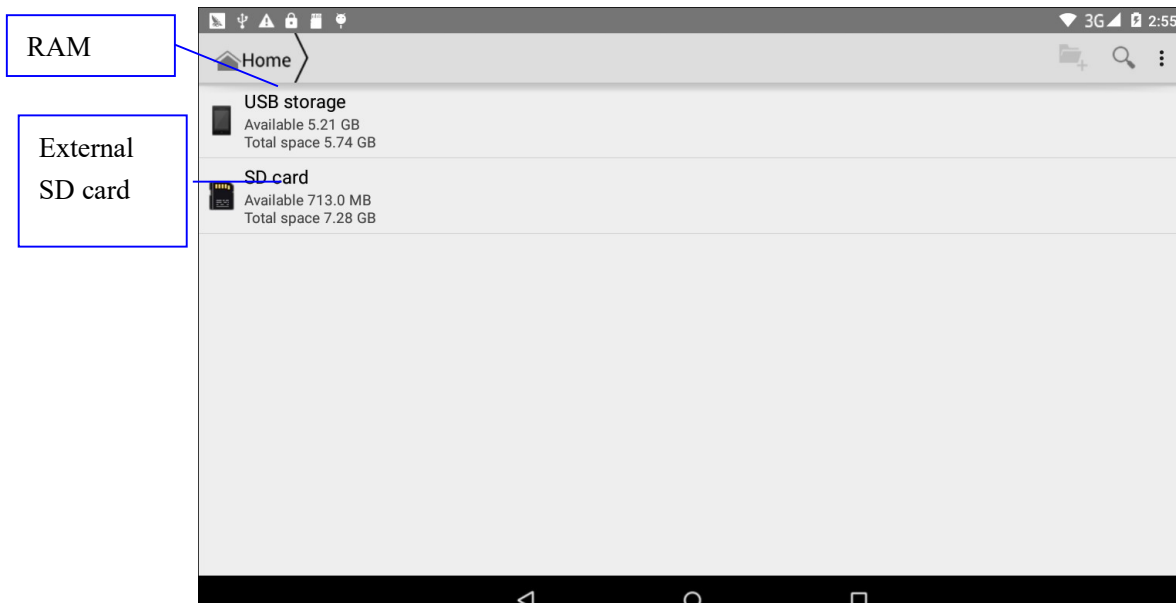 RAM
External
SD card
3G 2:55
Home
USB storage
Available 5.21 GB
Total space 5.74 GB
SD card
Available 713.0 MB
Total space 7.28 GB